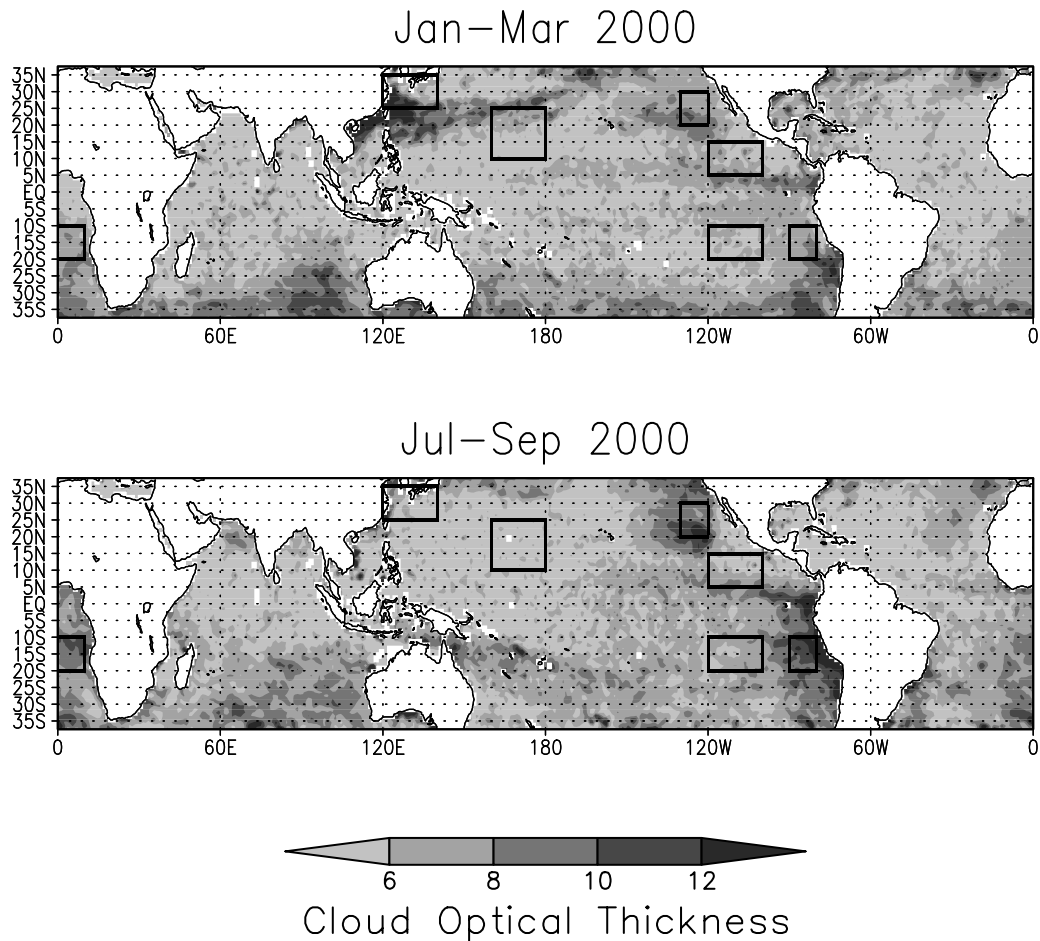 Jan-Mar 2000
35N
30N
25N
20N
15N
10N
5N
EQ
5S
10S
15S
20S
25S
30S
35S
0 60E 120E 180 120W 60W 0
Jul-Sep 2000
35N
30N
25N
20N
15N
10N
5N
EQ
5S
10S
15S
20S
25S
30S
35S
0 60E 120E 180 120W 60W 0
6 8 10 12
Cloud Optical Thickness